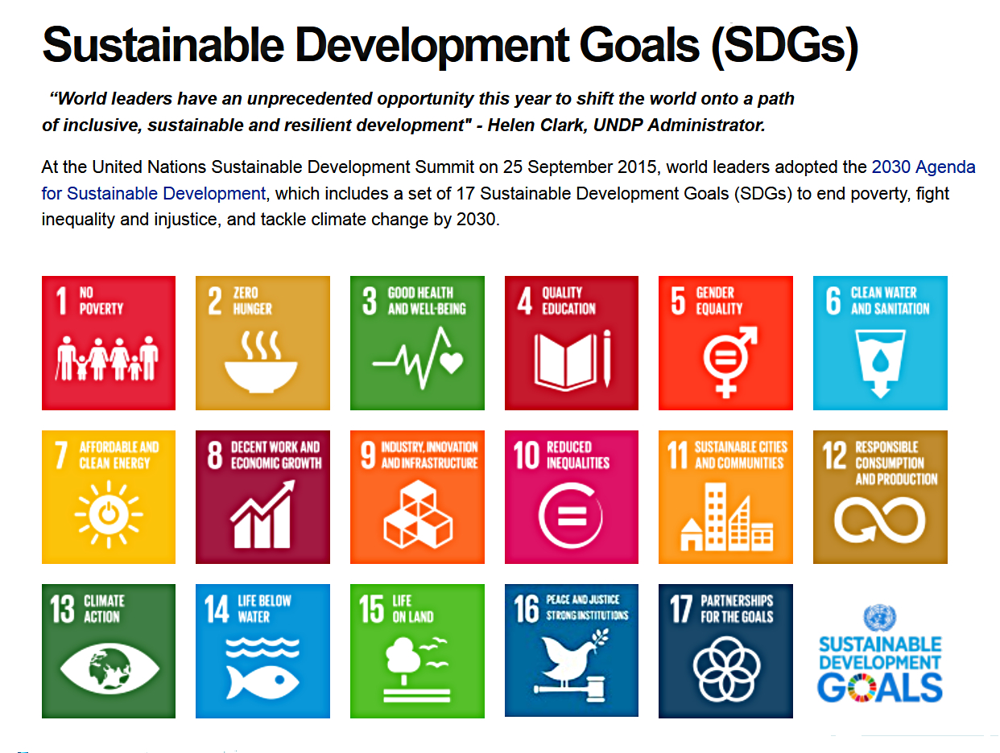 Sustainable Development Goals (SDGs)
“World leaders have an unprecedented opportunity this year to shift the world onto a path
of inclusive, sustainable and resilient development" - Helen Clark, UNDP Administrator.
At the United Nations Sustainable Development Summit on 25 September 2015, world leaders adopted the 2030 Agenda
for Sustainable Development, which includes a set of 17 Sustainable Development Goals (SDGs) to end poverty, fight
inequality and injustice, and tackle climate change by 2030.
1 NO
POVERTY
2 ZERO
HUNGER
3 GOOD HEALTH
AND WELL-BEING
4 QUALITY
EDUCATION
5 GENDER
EQUALITY
6 CLEAN WATER
AND SANITATION
7 AFFORDABLE AND
CLEAN ENERGY
8 DECENT WORK AND
ECONOMIC GROWTH
9 INDUSTRY, INNOVATION
AND INFRASTRUCTURE
10 REDUCED
INEQUALITIES
11 SUSTAINABLE CITIES
AND COMMUNITIES
12 RESPONSIBLE
CONSUMPTION
AND PRODUCTION
13 CLIMATE
ACTION
14 LIFE BELOW
WATER
15 LIFE
ON LAND
16 PEACE AND JUSTICE
STRONG INSTITUTIONS
17 PARTNERSHIPS
FOR THE GOALS
SUSTAINABLE
DEVELOPMENT
GOALS